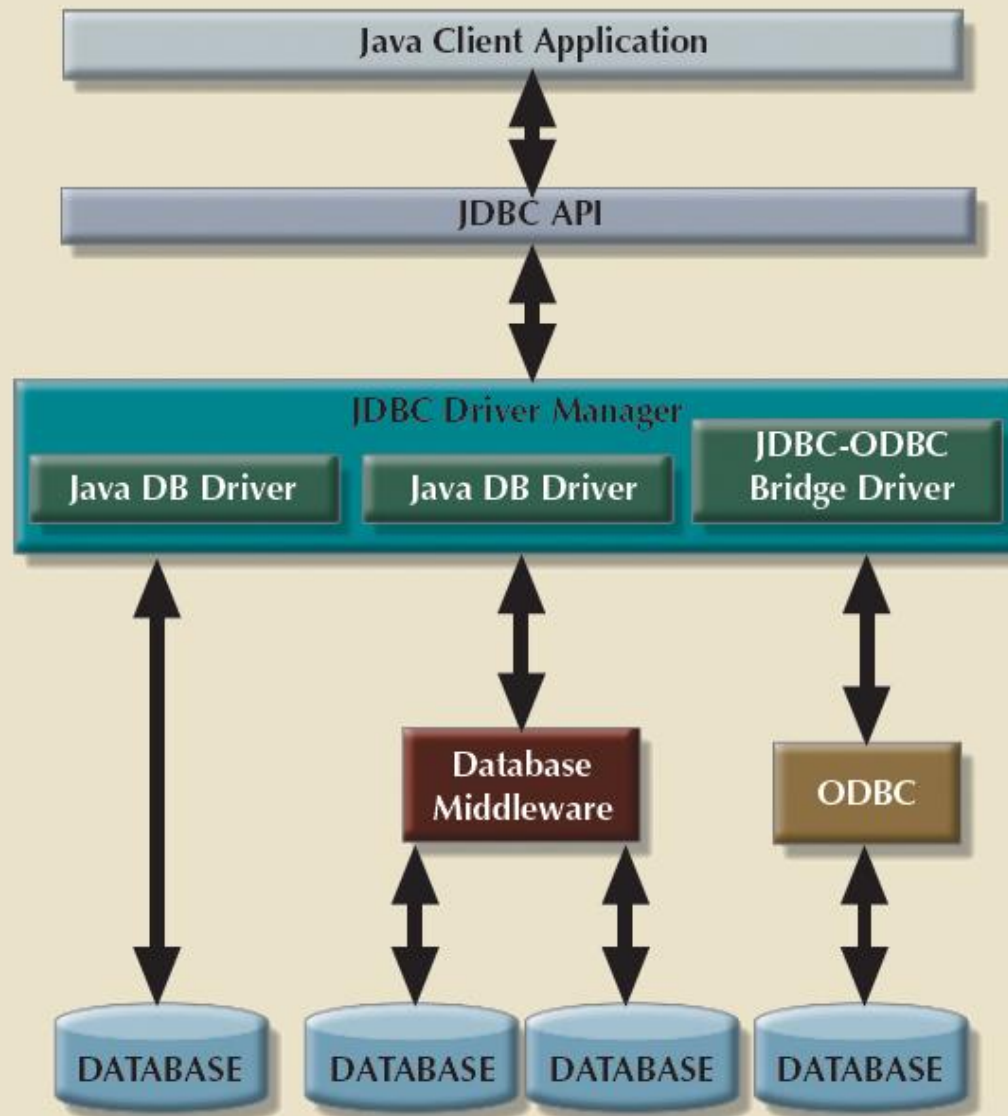 Java Client Application
JDBC API
JDBC Driver Manager
Java DB Driver
Java DB Driver
JDBC-ODBC
Bridge Driver
Database
Middleware
ODBC
DATABASE
DATABASE
DATABASE
DATABASE